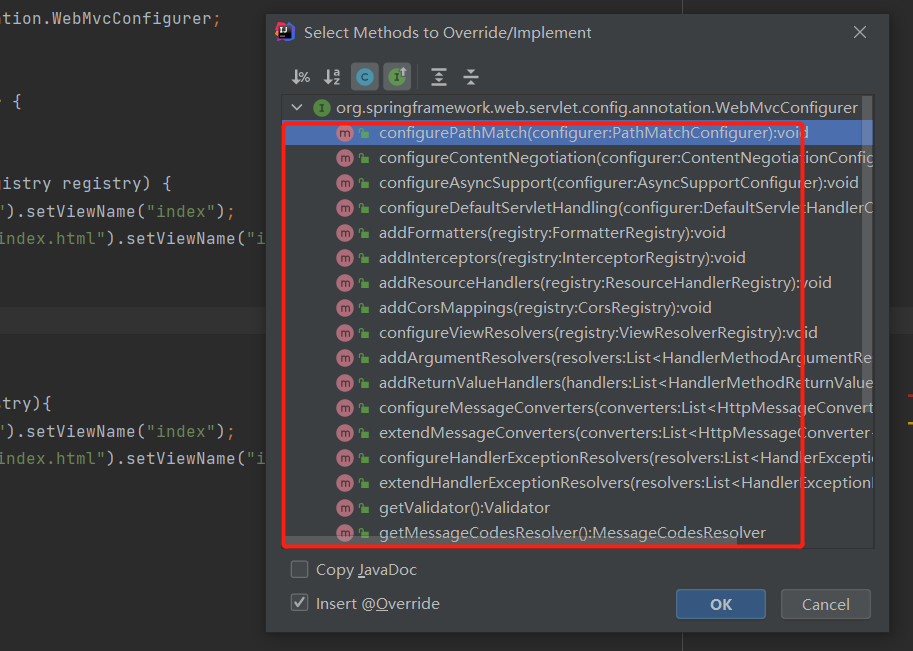 ation.WebMvcConfigurer;
Select Methods to Override/Implement
{
org.springframework.web.servlet.config.annotation.WebMvcConfigurer
configurePathMatch(configurer:PathMatchConfigurer):void
configureContentNegotiation(configurer:ContentNegotiationConfig
gistry registry) {
configureAsyncSupport(configurer:AsyncSupportConfigurer):void
").setViewName("index");
configureDefaultServletHandling(configurer:DefaultServletHandlerC
addFormatters(registry:FormatterRegistry):void
index.html").setViewName("i
addInterceptors(registry:InterceptorRegistry):void
addResourceHandlers(registry:ResourceHandlerRegistry):void
addCorsMappings(registry:CorsRegistry):void
configureViewResolvers(registry:ViewResolverRegistry):void
addArgumentResolvers(resolvers:List<HandlerMethodArgumentRe
addReturnValueHandlers(handlers:List<HandlerMethodReturnValue
stry){
configureMessageConverters(converters:List<HttpMessageConvert
").setViewName("index");
extendMessageConverters(converters:List<HttpMessageConverter
index.html").setViewName("i
configureHandlerExceptionResolvers(resolvers:List<HandlerExcepti
extendHandlerExceptionResolvers(resolvers:List<HandlerException
getValidator():Validator
getMessageCodesResolver():MessageCodesResolver
Copy JavaDoc
Insert @Override
OK
Cancel